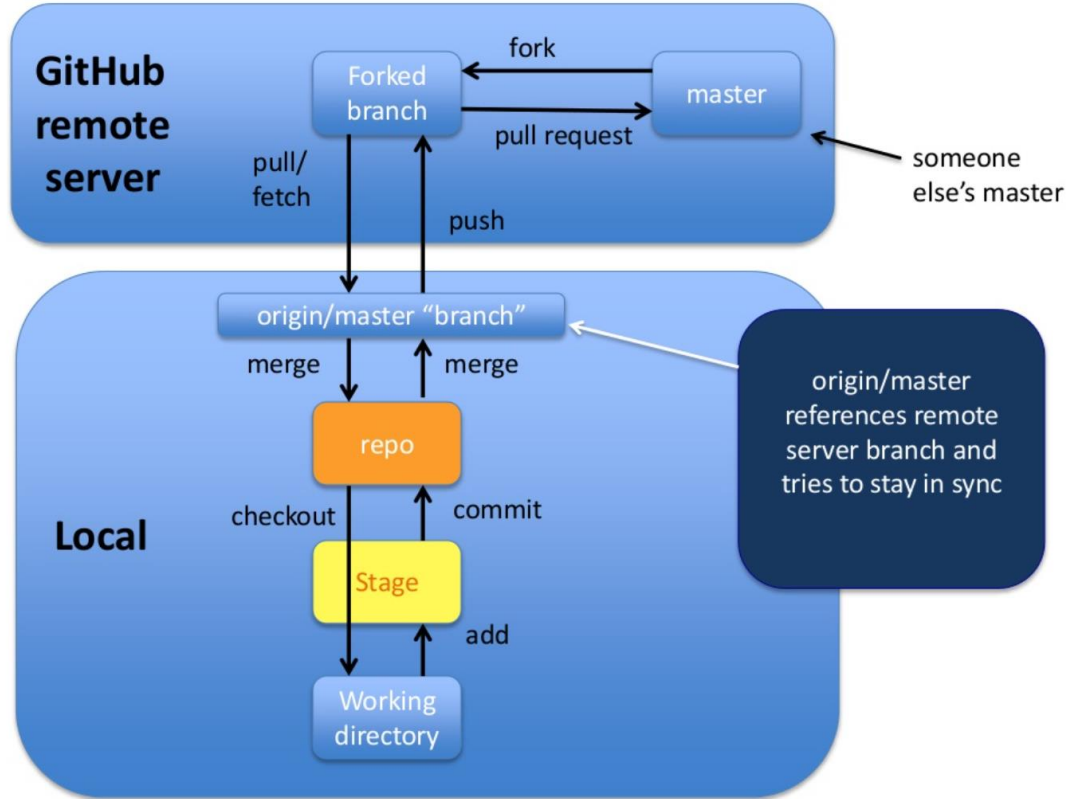 GitHub
remote
server
fork
Forked
branch
master
pull request
someone
else’s master
pull/
fetch
push
origin/master “branch”
merge
merge
origin/master
references remote
server branch and
tries to stay in sync
repo
checkout
commit
Local
Stage
add
Working
directory